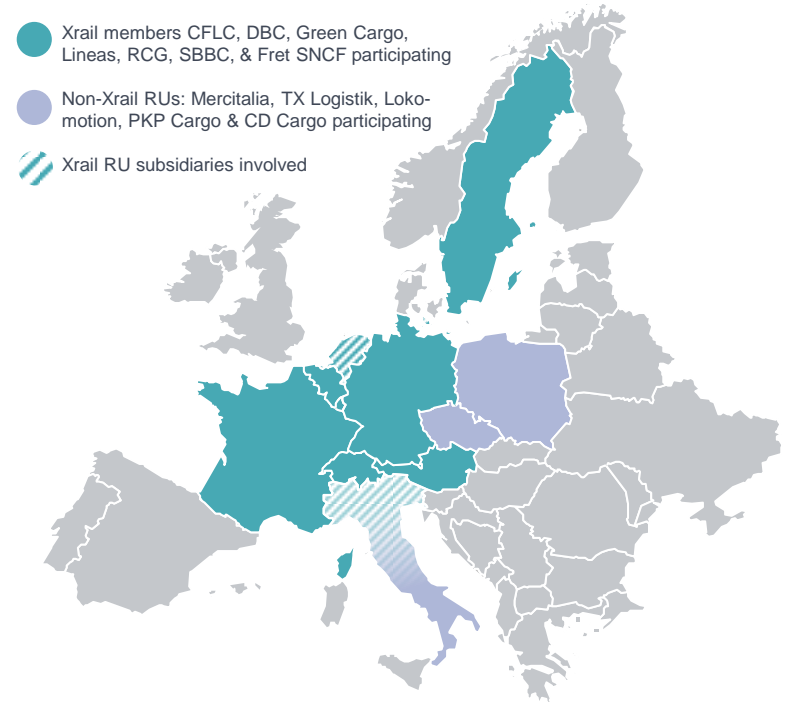 Xrail members CFLC, DBC, Green Cargo,
Lineas, RCG, SBBC, & Fret SNCF participating
Non-Xrail RUs: Mercitalia, TX Logistik, Loko-
motion, PKP Cargo & CD Cargo participating
Xrail RU subsidiaries involved